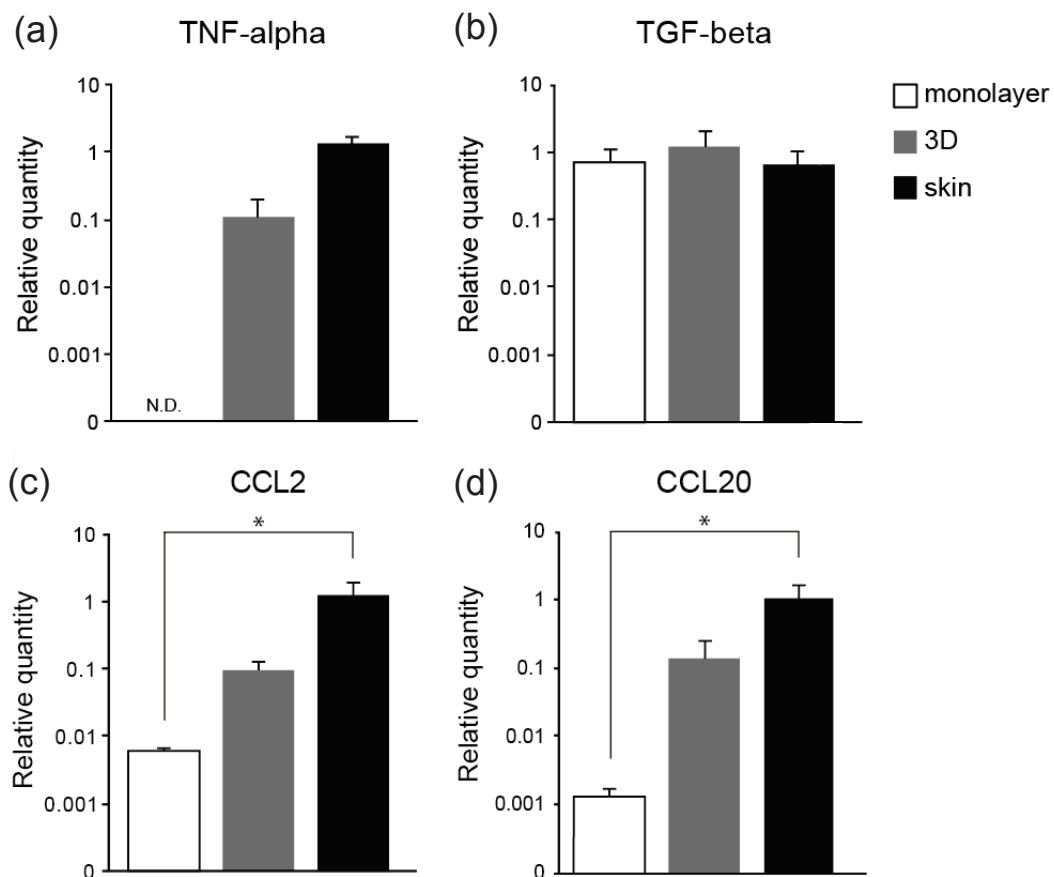 (a)
TNF-alpha
Relative quantity
10
1
0.1
0.01
0.001
0
N.D.
(b)
TGF-beta
Relative quantity
10
1
0.1
0.01
0.001
0
monolayer
3D
skin
(c)
CCL2
Relative quantity
10
1
0.1
0.01
0.001
0
*
(d)
CCL20
Relative quantity
10
1
0.1
0.01
0.001
0
*